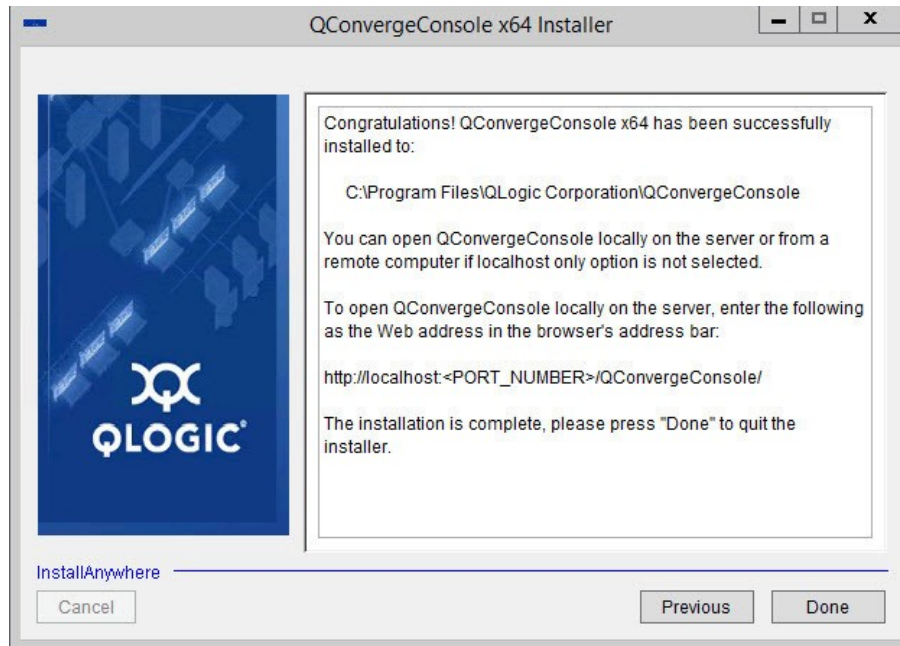 QConvergeConsole x64 Installer
Congratulations! QConvergeConsole x64 has been successfully
installed to:
C:\Program Files\QLogic Corporation\QConvergeConsole
You can open QConvergeConsole locally on the server or from a
remote computer if localhost only option is not selected.
To open QConvergeConsole locally on the server, enter the following
as the Web address in the browser's address bar:
http://localhost:<PORT_NUMBER>/QConvergeConsole/
The installation is complete, please press "Done" to quit the
installer.
QLOGIC®
InstallAnywhere
Cancel
Previous
Done